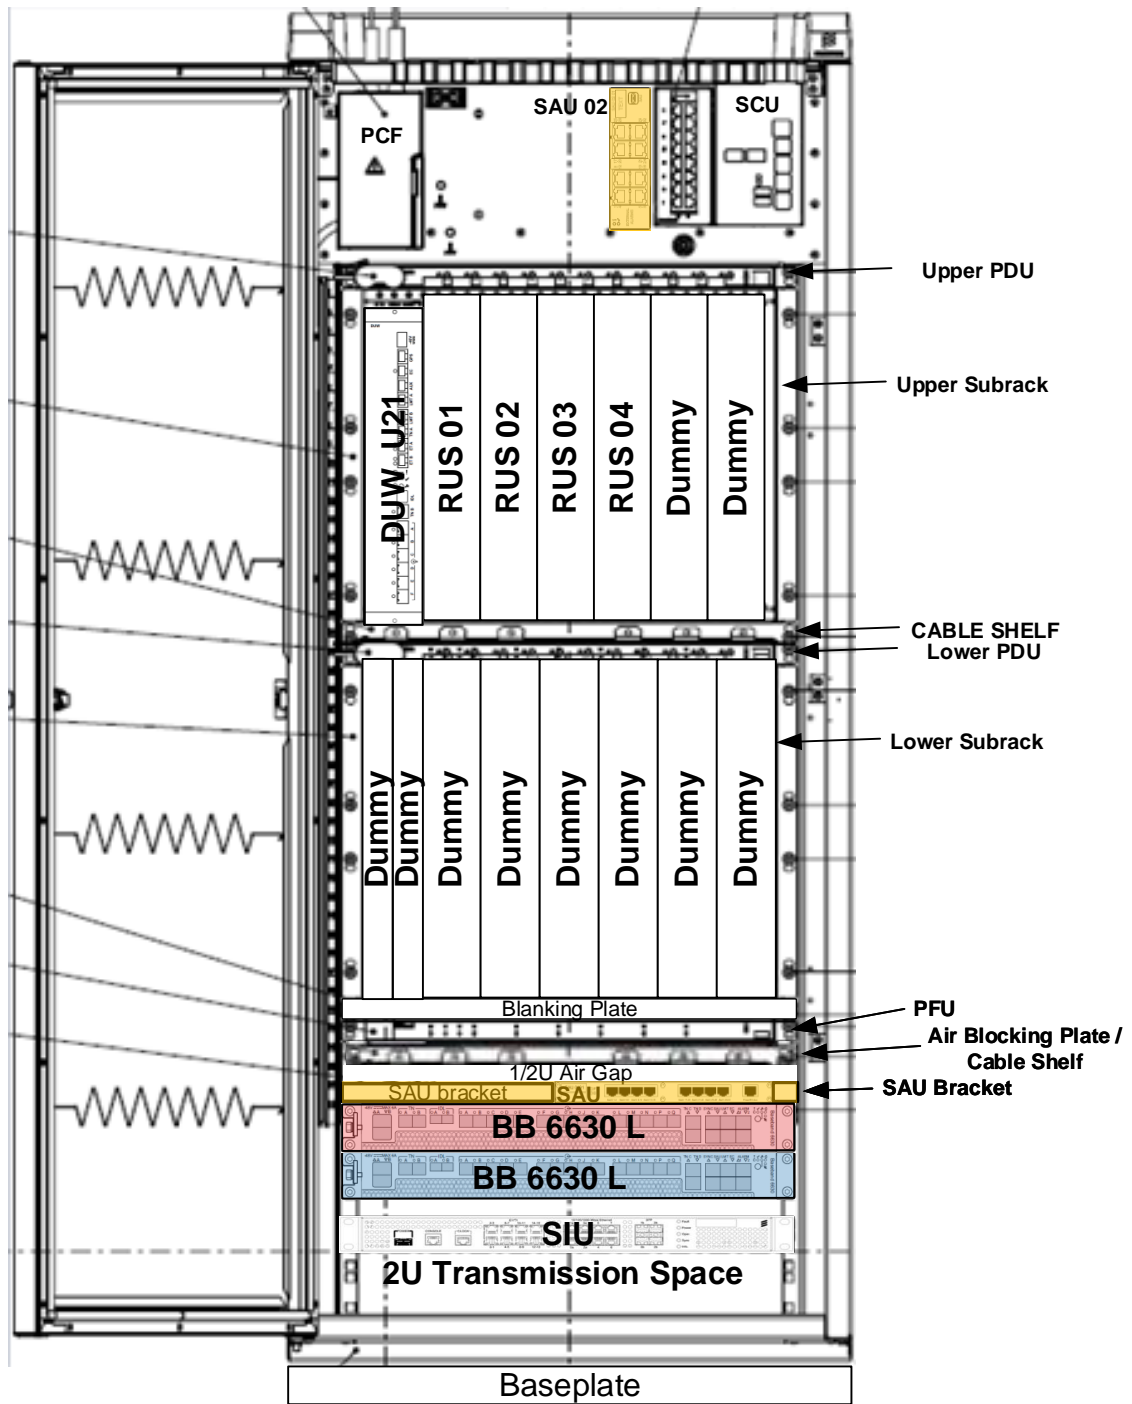 SAU 02
SCU
PCF
Upper PDU
Upper Subrack
DUW U21
RUS 01
RUS 02
RUS 03
RUS 04
Dummy
Dummy
CABLE SHELF
Lower PDU
Lower Subrack
Dummy
Dummy
Dummy
Dummy
Dummy
Dummy
Dummy
Dummy
Blanking Plate
PFU
Air Blocking Plate /
Cable Shelf
1/2U Air Gap
SAU bracket
SAU
SAU Bracket
BB 6630 L
BB 6630 L
SIU
2U Transmission Space
Baseplate